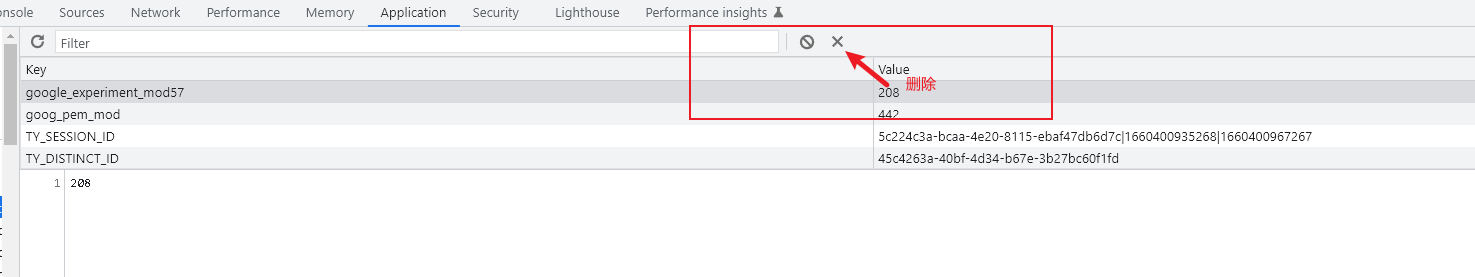 Sources Network Performance Memory Application Security Lighthouse Performance insights
Filter
Key Value
google_experiment_mod57 208
删除
goog_pem_mod 442
TY_SESSION_ID 5c224c3a-bcaa-4e20-8115-ebaf47db6d7c|1660400935268|1660400967267
TY_DISTINCT_ID 45c4263a-40bf-4d34-b67e-3b27bc60f1fd
1 208